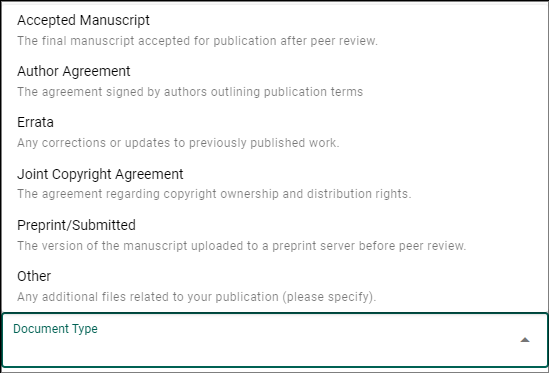 Accepted Manuscript
The final manuscript accepted for publication after peer review.
Author Agreement
The agreement signed by authors outlining publication terms
Errata
Any corrections or updates to previously published work.
Joint Copyright Agreement
The agreement regarding copyright ownership and distribution rights.
Preprint/Submitted
The version of the manuscript uploaded to a preprint server before peer review.
Other
Any additional files related to your publication (please specify).
Document Type